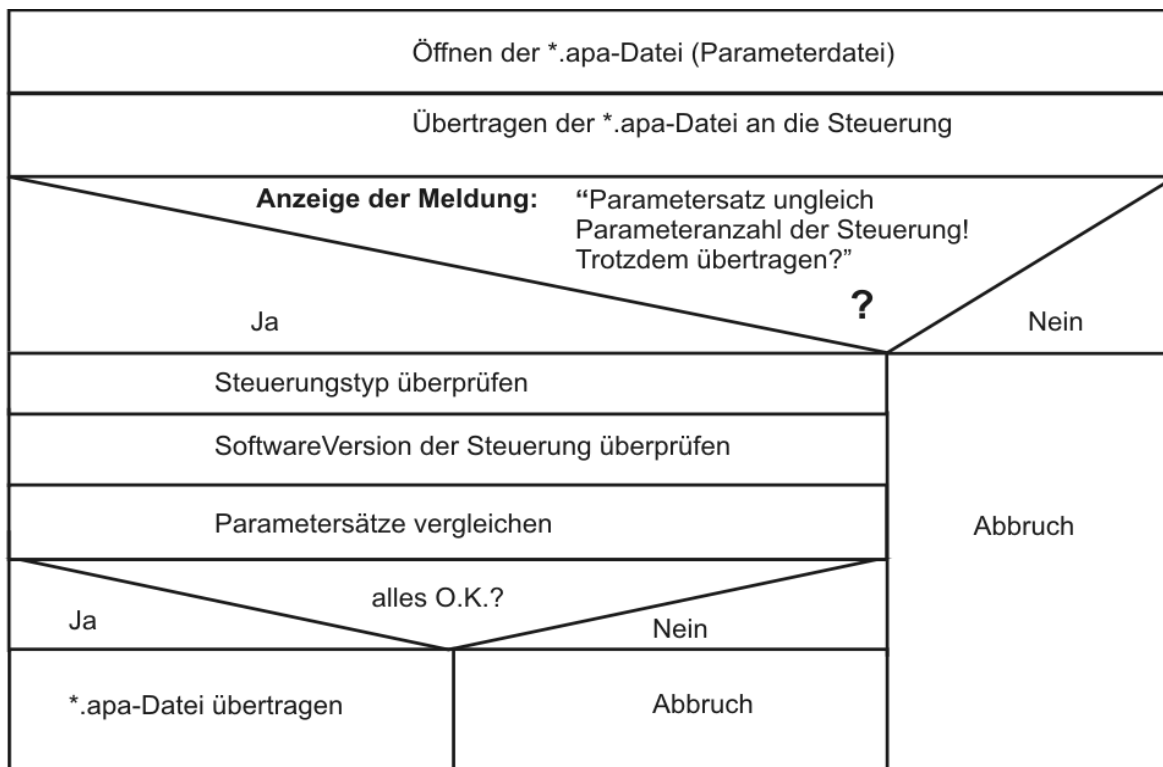 Öffnen der *.apa-Datei (Parameterdatei)
Übertragen der *.apa-Datei an die Steuerung
Anzeige der Meldung: “Parametersatz ungleich
Parameteranzahl der Steuerung!
Trotzdem übertragen?”
?
Ja
Nein
Steuerungstyp überprüfen
SoftwareVersion der Steuerung überprüfen
Parametersätze vergleichen
Abbruch
alles O.K.?
Ja
Nein
*.apa-Datei übertragen
Abbruch